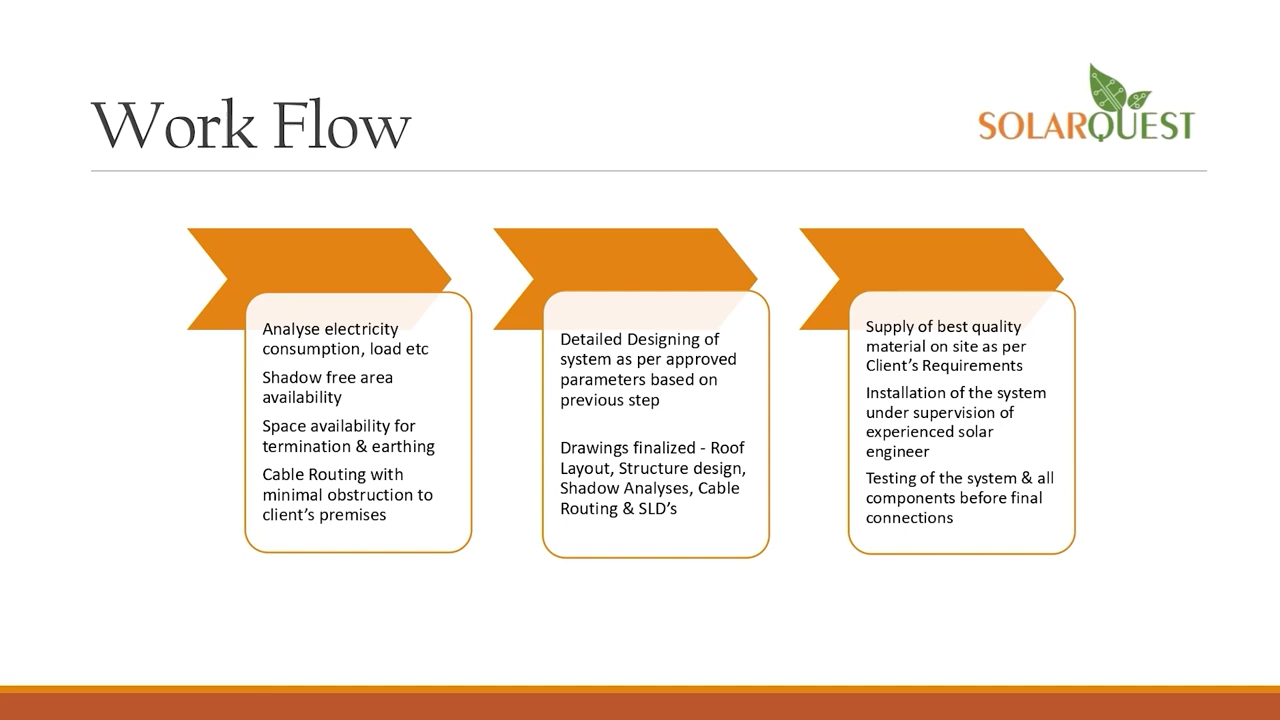 Work Flow
SOLARQUEST
Analyse electricity
consumption, load etc
Shadow free area
availability
Space availability for
termination & earthing
Cable Routing with
minimal obstruction to
client's premises
Detailed Designing of
system as per approved
parameters based on
previous step
Drawings finalized - Roof
Layout, Structure design,
Shadow Analyses, Cable
Routing & SLD's
Supply of best quality
material on site as per
Client's Requirements
Installation of the system
under supervision of
experienced solar
engineer
Testing of the system & all
components before final
connections